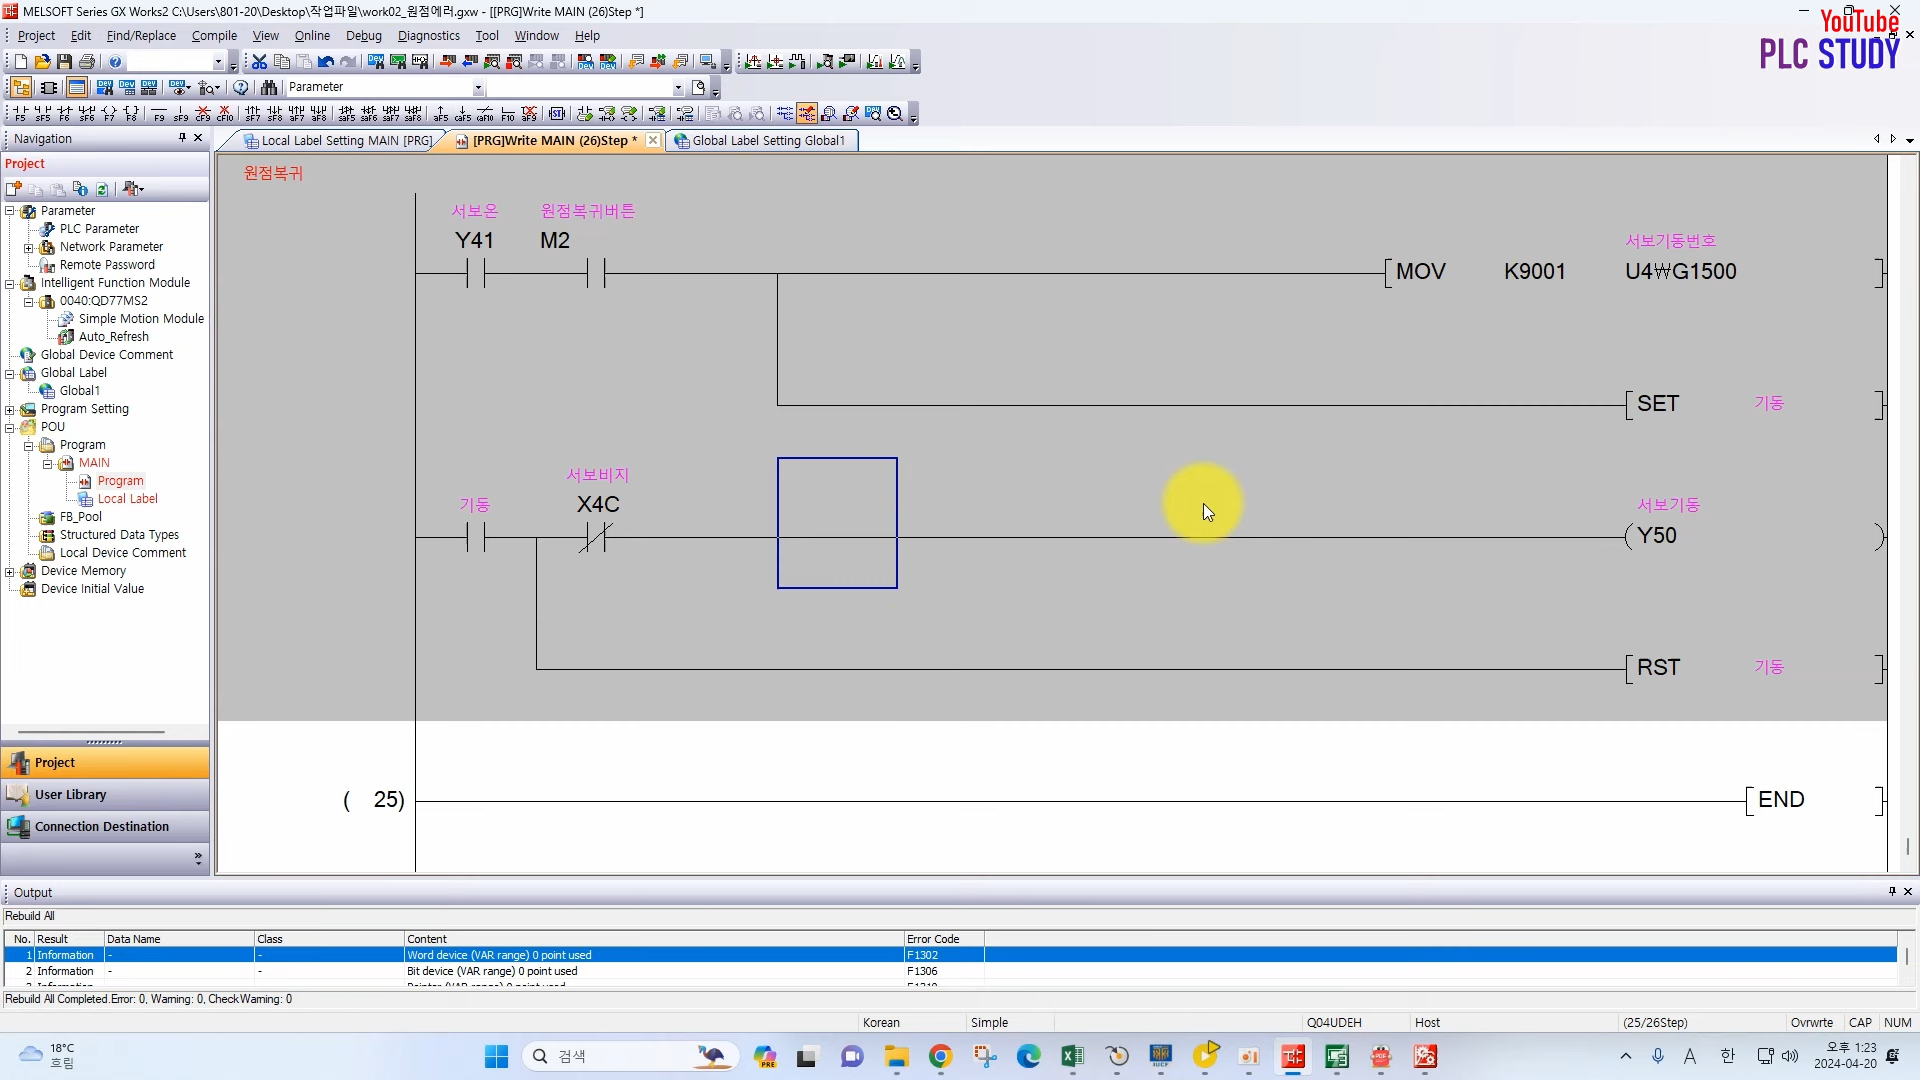 MELSOFT Series GX Works2 C:\Users\801-20\Desktop\작업파일\work02_원점에러.gxw - [[PRG]Write MAIN (26)Step *]
YouTube
PLC STUDY
Project Edit Find/Replace Compile View Online Debug Diagnostics Tool Window Help
Parameter
Navigation
Local Label Setting MAIN [PRG]
[PRG]Write MAIN (26)Step *
Global Label Setting Global1
Project
Parameter
PLC Parameter
Network Parameter
Remote Password
Intelligent Function Module
0040:QD77MS2
Simple Motion Module
Auto_Refresh
Global Device Comment
Global Label
Global1
Program Setting
POU
Program
MAIN
Program
Local Label
FB_Pool
Structured Data Types
Local Device Comment
Device Memory
Device Initial Value
Project
User Library
Connection Destination
원점복귀
서보온 원점복귀버튼
Y41 M2
서보기동번호
MOV K9001 U4₩G1500
SET 기동
서보비지
기동 X4C
서보기동
Y50
RST 기동
( 25)
END
Output
Rebuild All
No. Result Data Name Class Content Error Code
1 Information - - Word device (VAR range) 0 point used F1302
2 Information - - Bit device (VAR range) 0 point used F1306
Rebuild All Completed.Error: 0, Warning: 0, CheckWarning: 0
Korean Simple Q04UDEH Host (25/26Step) Ovrwrte CAP NUM
18°C
흐림
검색
A 한
오후 1:23
2024-04-20